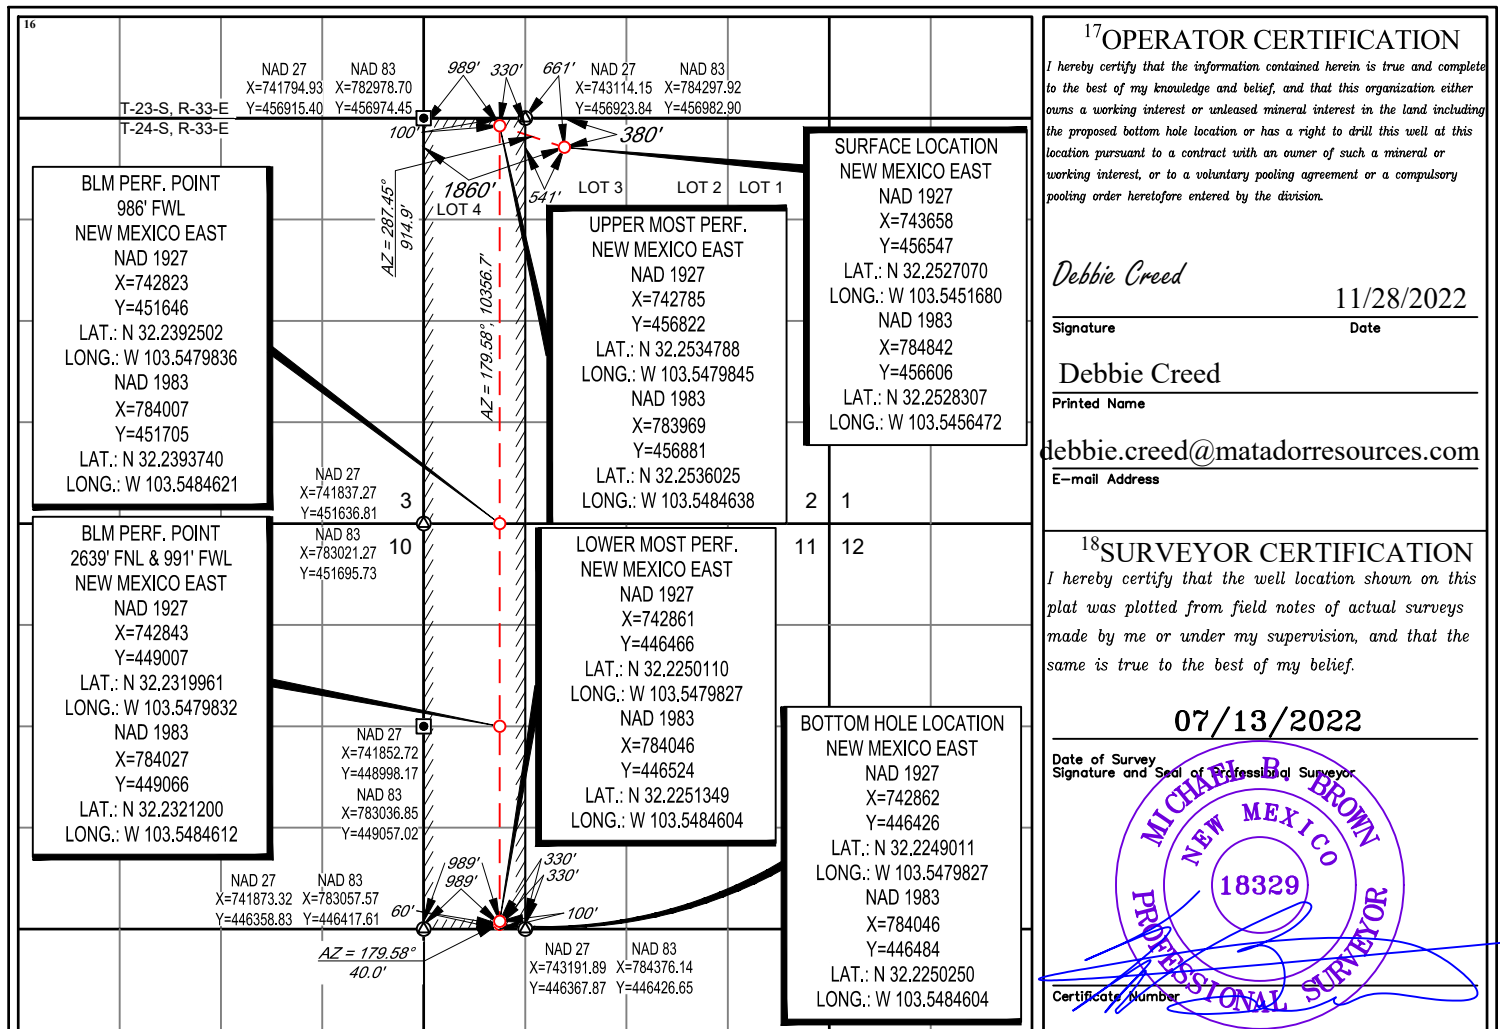 16
NAD 27
X=741794.93
Y=456915.40
NAD 83
X=782978.70
Y=456974.45
989'
330'
661'
NAD 27
X=743114.15
Y=456923.84
NAD 83
X=784297.92
Y=456982.90
T-23-S, R-33-E
T-24-S, R-33-E
100'
380'
1860'
541'
LOT 4
LOT 3
LOT 2
LOT 1
AZ = 287.45°
914.9'
AZ = 179.58°, 10356.7'
SURFACE LOCATION
NEW MEXICO EAST
NAD 1927
X=743658
Y=456547
LAT.: N 32.2527070
LONG.: W 103.5451680
NAD 1983
X=784842
Y=456606
LAT.: N 32.2528307
LONG.: W 103.5456472
BLM PERF. POINT
986' FWL
NEW MEXICO EAST
NAD 1927
X=742823
Y=451646
LAT.: N 32.2392502
LONG.: W 103.5479836
NAD 1983
X=784007
Y=451705
LAT.: N 32.2393740
LONG.: W 103.5484621
UPPER MOST PERF.
NEW MEXICO EAST
NAD 1927
X=742785
Y=456822
LAT.: N 32.2534788
LONG.: W 103.5479845
NAD 1983
X=783969
Y=456881
LAT.: N 32.2536025
LONG.: W 103.5484638
NAD 27
X=741837.27
Y=451636.81
NAD 83
X=783021.27
Y=451695.73
3
10
2
1
11
12
BLM PERF. POINT
2639' FNL & 991' FWL
NEW MEXICO EAST
NAD 1927
X=742843
Y=449007
LAT.: N 32.2319961
LONG.: W 103.5479832
NAD 1983
X=784027
Y=449066
LAT.: N 32.2321200
LONG.: W 103.5484612
LOWER MOST PERF.
NEW MEXICO EAST
NAD 1927
X=742861
Y=446466
LAT.: N 32.2250110
LONG.: W 103.5479827
NAD 1983
X=784046
Y=446524
LAT.: N 32.2251349
LONG.: W 103.5484604
NAD 27
X=741852.72
Y=448998.17
NAD 83
X=783036.85
Y=449057.02
BOTTOM HOLE LOCATION
NEW MEXICO EAST
NAD 1927
X=742862
Y=446426
LAT.: N 32.2249011
LONG.: W 103.5479827
NAD 1983
X=784046
Y=446484
LAT.: N 32.2250250
LONG.: W 103.5484604
989'
989'
330'
330'
60'
100'
NAD 27
X=741873.32
Y=446358.83
NAD 83
X=783057.57
Y=446417.61
AZ = 179.58°
40.0'
NAD 27
X=743191.89
Y=446367.87
NAD 83
X=784376.14
Y=446426.65
17OPERATOR CERTIFICATION
I hereby certify that the information contained herein is true and complete
to the best of my knowledge and belief, and that this organization either
owns a working interest or unleased mineral interest in the land including
the proposed bottom hole location or has a right to drill this well at this
location pursuant to a contract with an owner of such a mineral or
working interest, or to a voluntary pooling agreement or a compulsory
pooling order heretofore entered by the division.
Debbie Creed
11/28/2022
Signature Date
Debbie Creed
Printed Name
debbie.creed@matadorresources.com
E-mail Address
18SURVEYOR CERTIFICATION
I hereby certify that the well location shown on this
plat was plotted from field notes of actual surveys
made by me or under my supervision, and that the
same is true to the best of my belief.
07/13/2022
Date of Survey
Signature and Seal of Professional Surveyor
MICHAEL B. BROWN
NEW MEXICO
18329
PROFESSIONAL SURVEYOR
Certificate Number